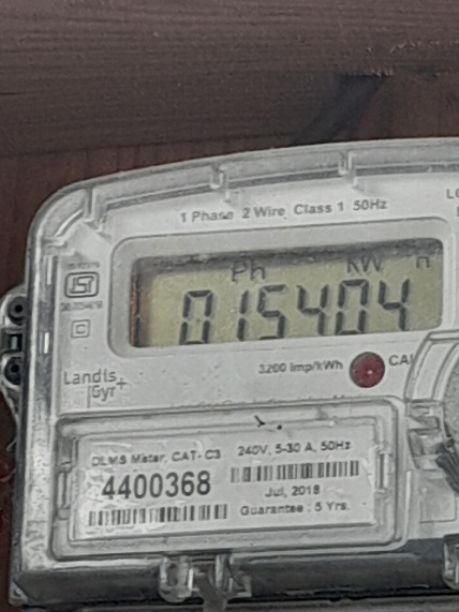 1 Phase 2 Wire Class 1 50Hz
Ph kW h
015404
3200 imp/kWh
CAL
Landis
Gyr+
DLMS Meter, CAT- C3
240V, 5-30 A, 50Hz
4400368
Jul, 2018
Guarantee : 5 Yrs.